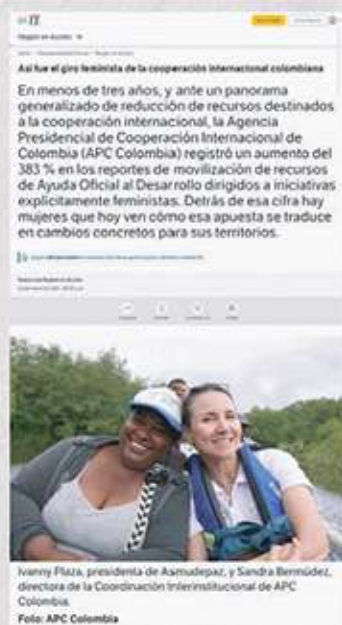 Región en Acción
Así fue el giro feminista de la cooperación internacional colombiana
En menos de tres años, y ante un panorama
generalizado de reducción de recursos destinados
a la cooperación internacional, la Agencia
Presidencial de Cooperación Internacional de
Colombia (APC Colombia) registró un aumento del
383 % en los reportes de movilización de recursos
de Ayuda Oficial al Desarrollo dirigidos a iniciativas
explícitamente feministas. Detrás de esa cifra hay
mujeres que hoy ven cómo esa apuesta se traduce
en cambios concretos para sus territorios.
Ivanny Plaza, presidenta de Asmudepaz, y Sandra Bermúdez,
directora de la Coordinación Interinstitucional de APC
Colombia.
Foto: APC Colombia